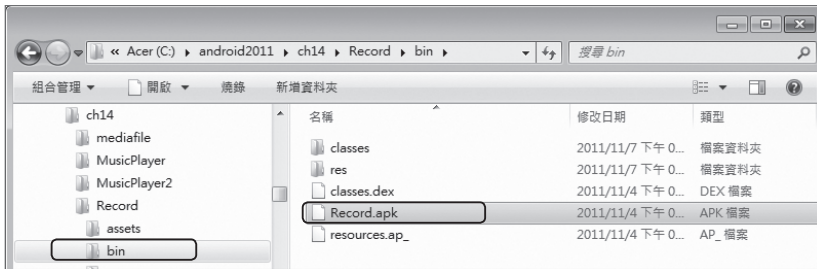 « Acer (C:) ▸ android2011 ▸ ch14 ▸ Record ▸ bin ▸
搜尋 bin
組合管理 ▼ 開啟 ▼ 燒錄 新增資料夾
ch14
mediafile
MusicPlayer
MusicPlayer2
Record
assets
bin
名稱 修改日期 類型
classes 2011/11/7 下午 0... 檔案資料夾
res 2011/11/7 下午 0... 檔案資料夾
classes.dex 2011/11/4 下午 0... DEX 檔案
Record.apk 2011/11/4 下午 0... APK 檔案
resources.ap_ 2011/11/4 下午 0... AP_ 檔案